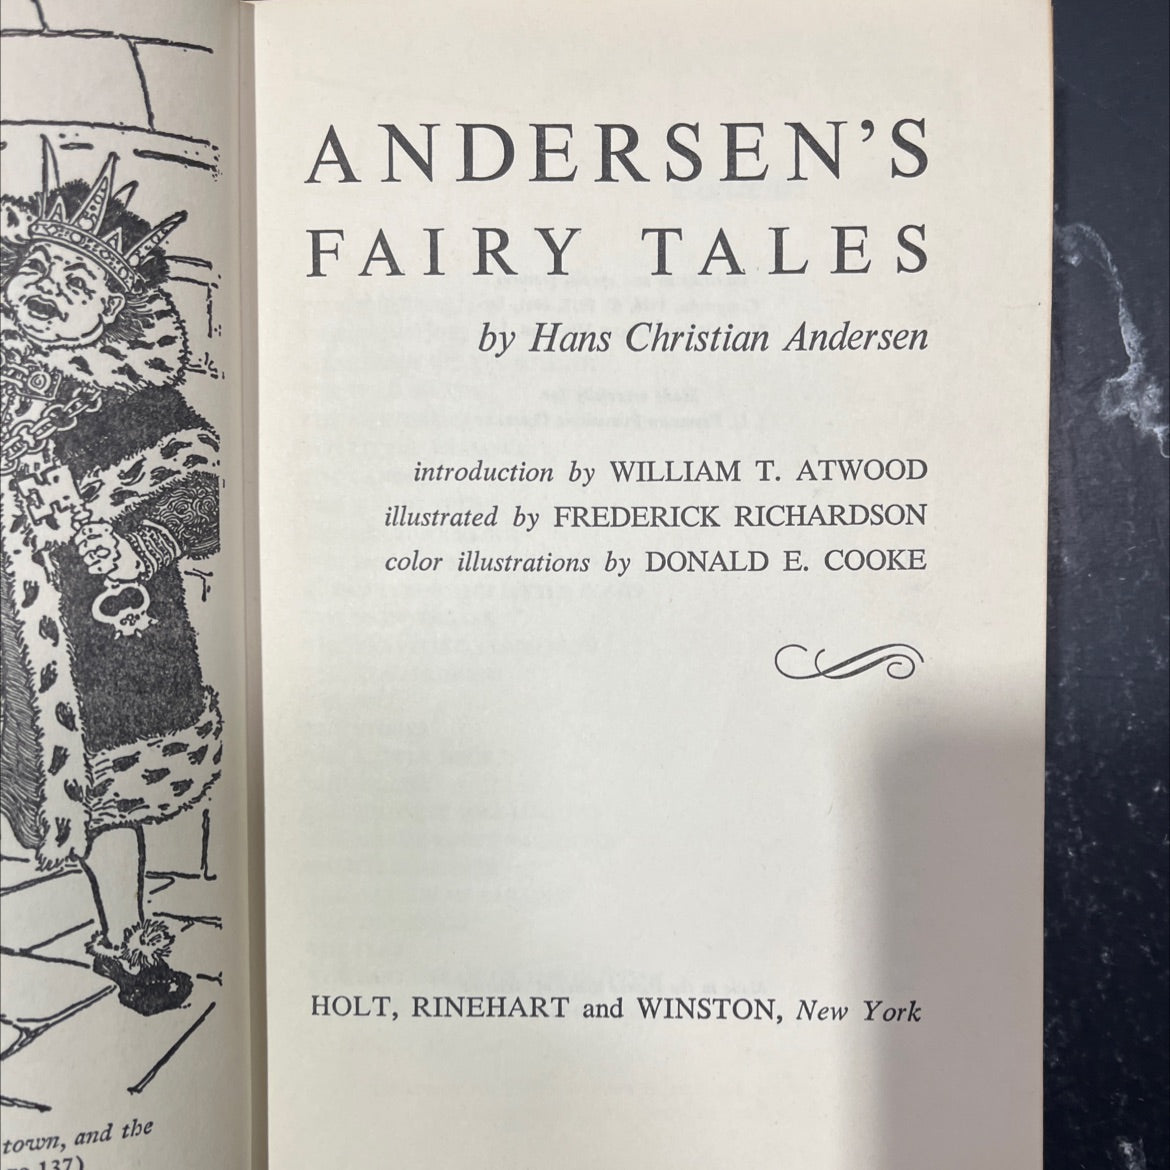 ANDERSEN'S
FAIRY TALES
by Hans Christian Andersen
introduction by WILLIAM T. ATWOOD
illustrated by FREDERICK RICHARDSON
color illustrations by DONALD E. COOKE
HOLT, RINEHART and WINSTON, New York
town, and the
137)